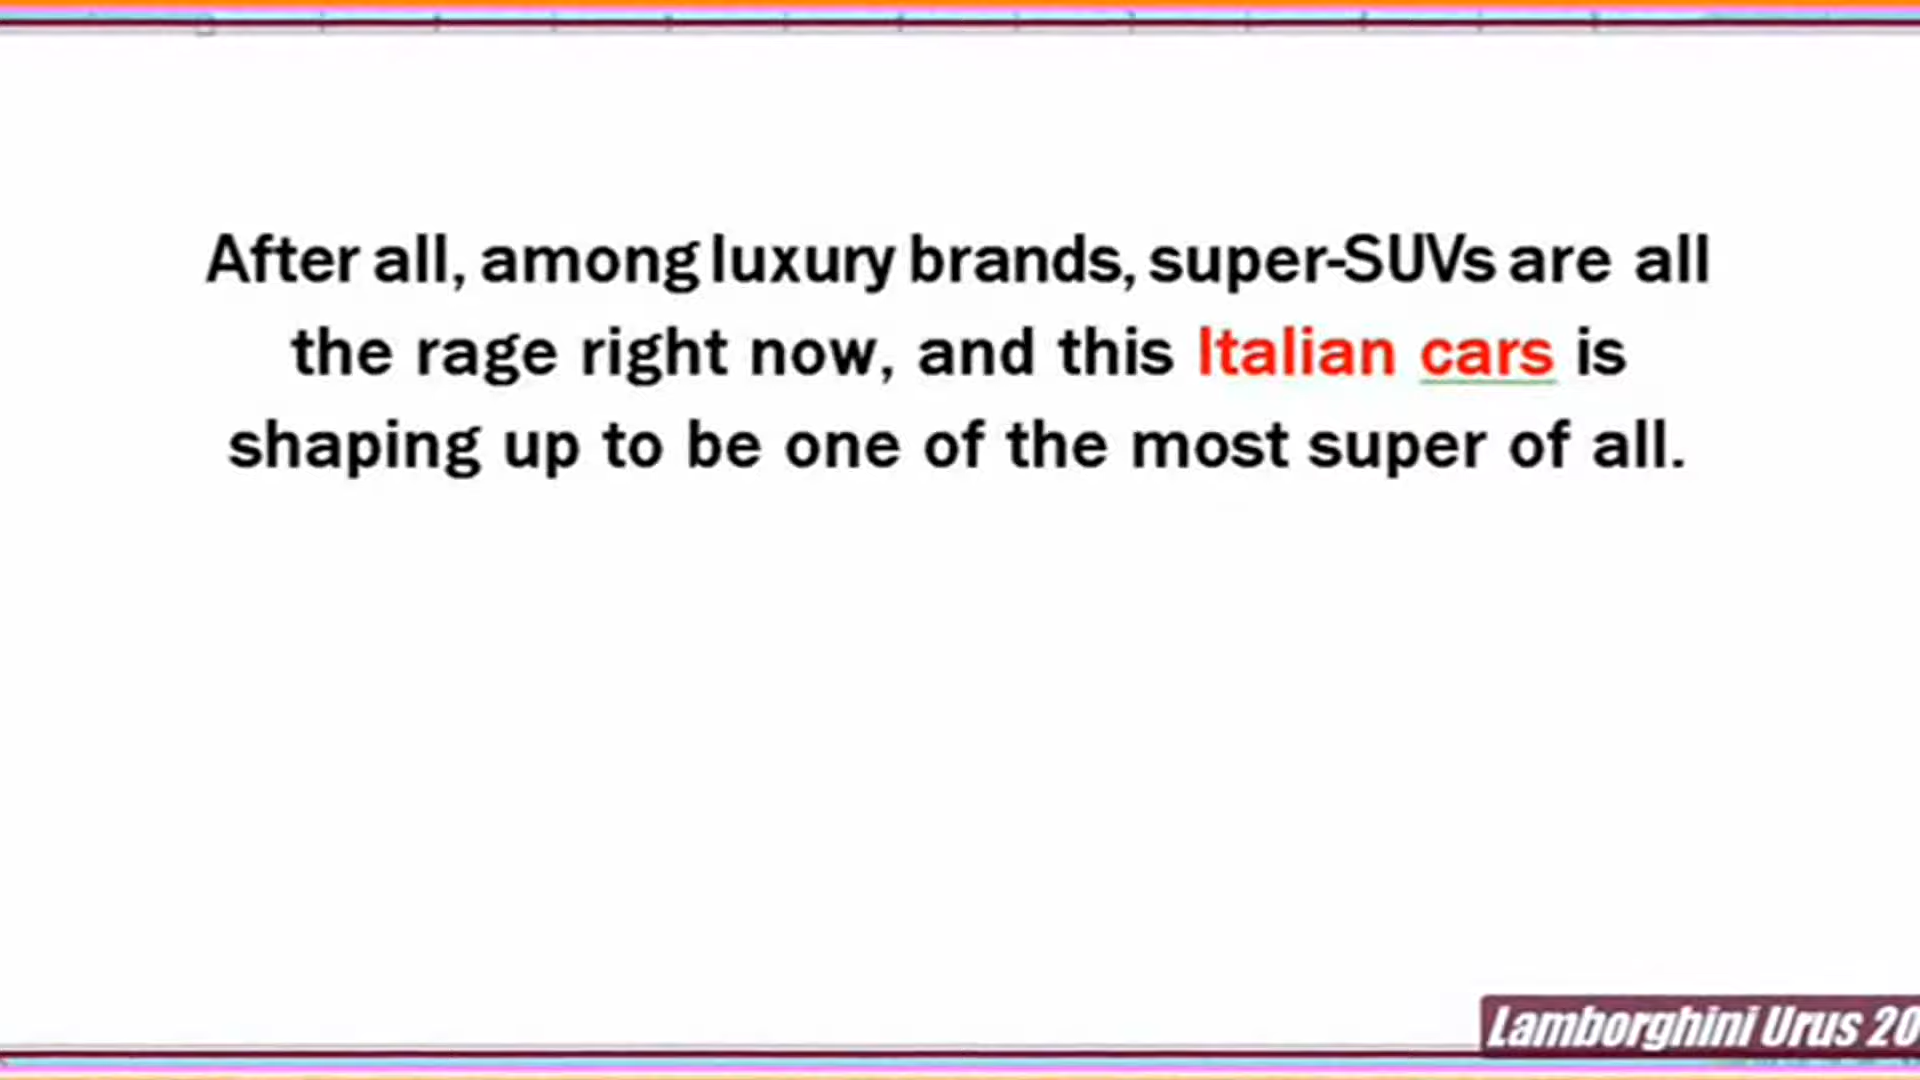 After all, among luxury brands, super-SUVs are all
the rage right now, and this Italian cars is
shaping up to be one of the most super of all.
Lamborghini Urus 20